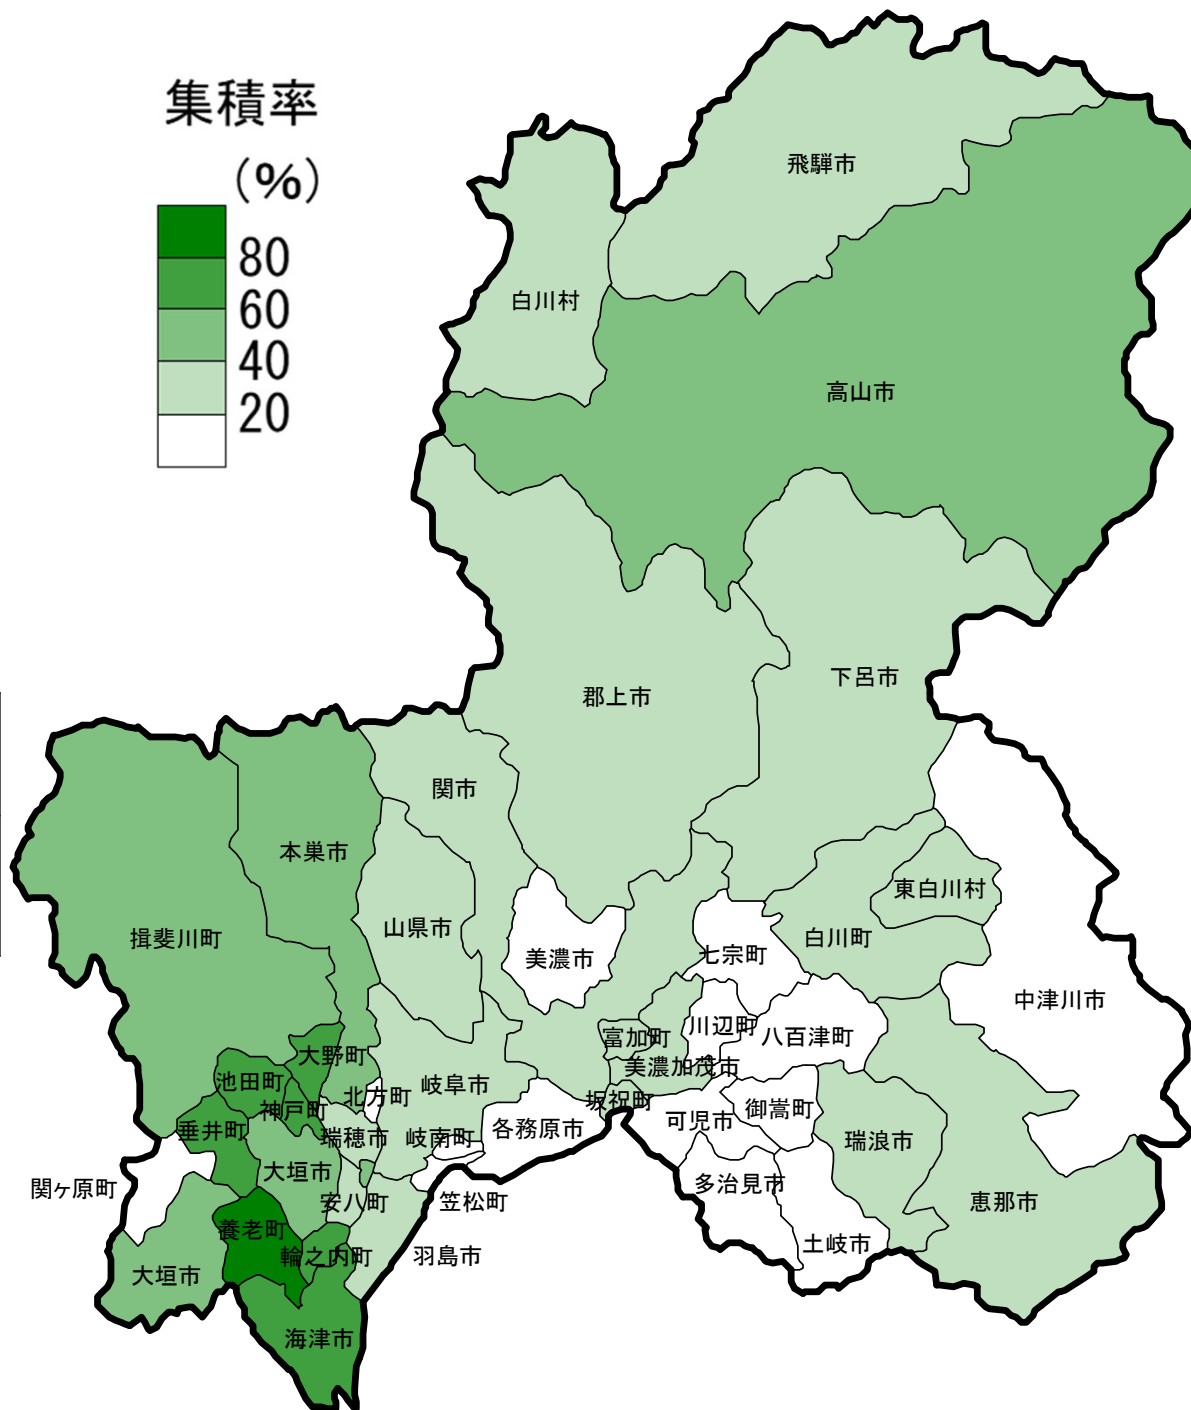 集積率
(%)
80
60
40
20
飛騨市
白川村
高山市
下呂市
郡上市
関市
本巣市
東白川村
山県市
揖斐川町
白川町
七宗町
美濃市
中津川市
川辺町
八百津町
富加町
大野町
美濃加茂市
池田町
岐阜市
北方町
坂祝町
神戸町
御嵩町
可児市
垂井町
各務原市
瑞穂市
岐南町
瑞浪市
大垣市
多治見市
関ヶ原町
安八町
笠松町
恵那市
養老町
土岐市
輪之内町
羽島市
大垣市
海津市